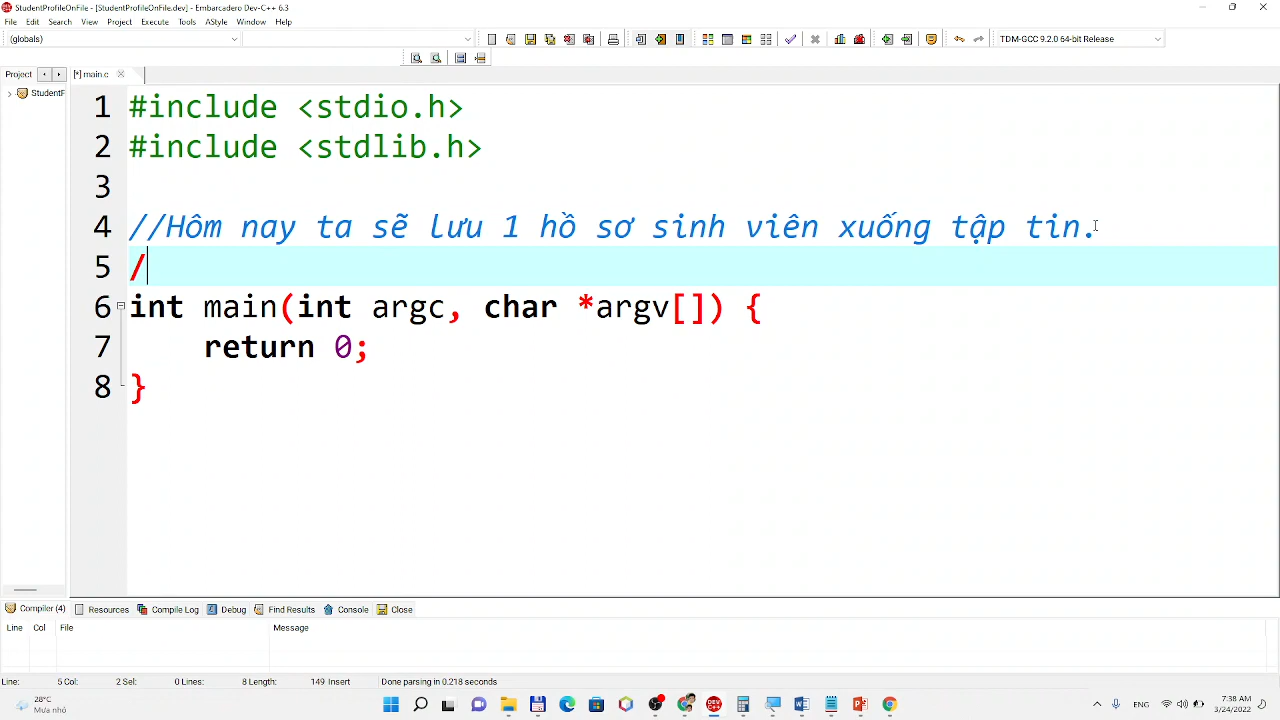 StudentProfileOnFile - [StudentProfileOnFile.dev] - Embarcadero Dev-C++ 6.3
File Edit Search View Project Execute Tools AStyle Window Help
(globals)
TDM-GCC 9.2.0 64-bit Release
Project
[*] main.c
StudentF
1 #include <stdio.h>
2 #include <stdlib.h>
3
4 //Hôm nay ta sẽ lưu 1 hồ sơ sinh viên xuống tập tin.
5 /
6 int main(int argc, char *argv[]) {
7 return 0;
8 }
Compiler (4) Resources Compile Log Debug Find Results Console Close
Line Col File Message
Line: 5 Col: 2 Sel: 0 Lines: 8 Length: 149 Insert Done parsing in 0.218 seconds
28°C
Mưa nhỏ
ENG
7:38 AM
3/24/2022